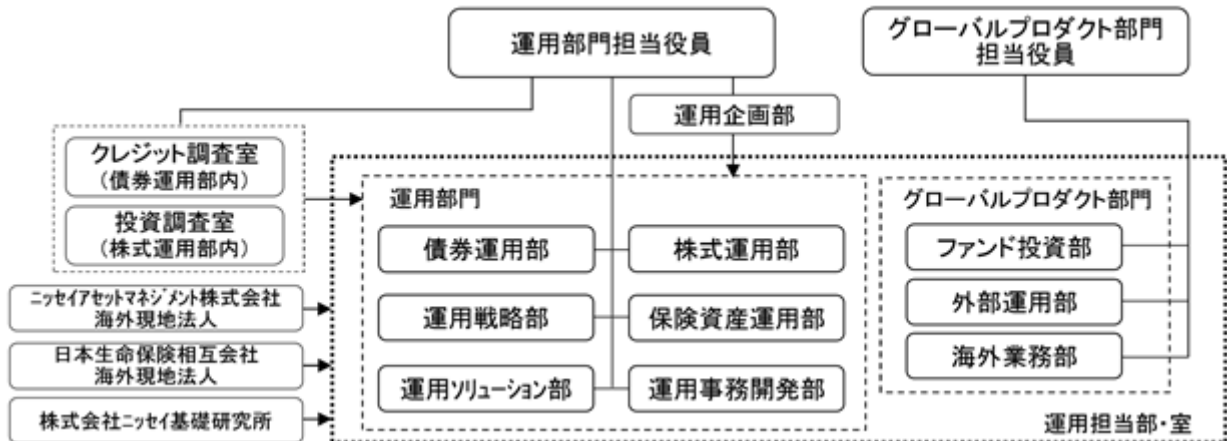 運用部門担当役員
グローバルプロダクト部門
担当役員
運用企画部
クレジット調査室
（債券運用部内）
投資調査室
（株式運用部内）
運用部門
債券運用部
株式運用部
運用戦略部
保険資産運用部
運用ソリューション部
運用事務開発部
グローバルプロダクト部門
ファンド投資部
外部運用部
海外業務部
ニッセイアセットマネジメント株式会社
海外現地法人
日本生命保険相互会社
海外現地法人
株式会社ニッセイ基礎研究所
運用担当部・室